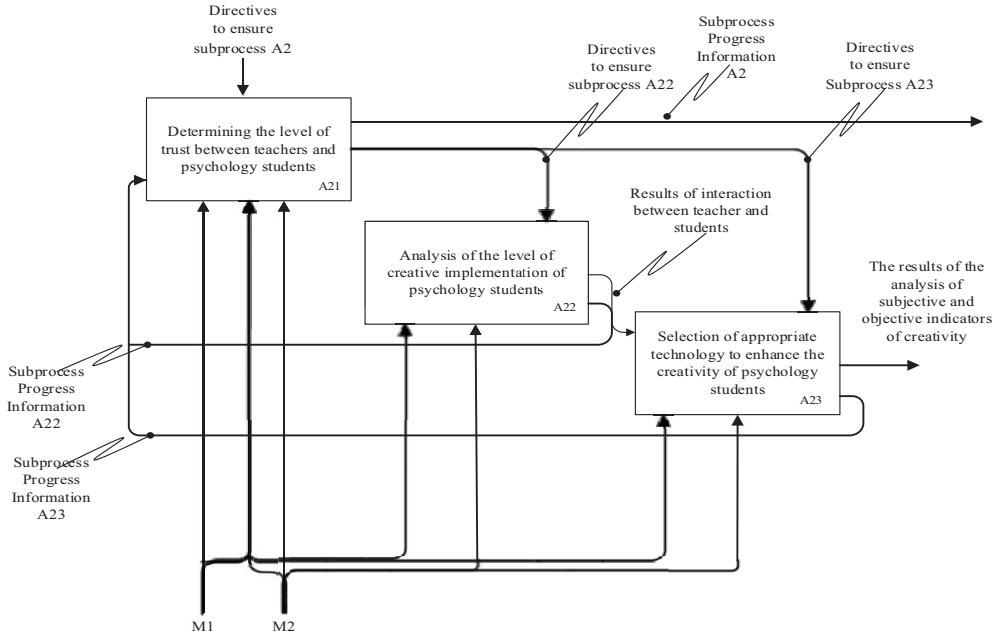 Directives
to ensure
subprocess A2
Subprocess
Progress
Information
A2
Directives
to ensure
subprocess A22
Directives
to ensure
Subprocess A23
Determining the level of
trust between teachers and
psychology students
A21
Results of interaction
between teacher and
students
Analysis of the level of
creative implementation of
psychology students
A22
The results of the
analysis of
subjective and
objective indicators
of creativity
Selection of appropriate
technology to enhance the
creativity of psychology
students
A23
Subprocess
Progress
Information
A22
Subprocess
Progress
Information
A23
M1
M2